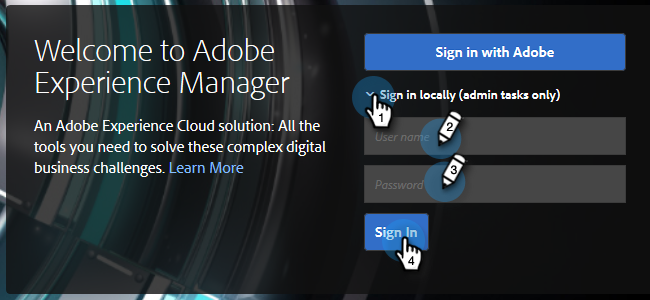 Welcome to Adobe
Experience Manager
An Adobe Experience Cloud solution: All the
tools you need to solve these complex digital
business challenges. Learn More
Sign in with Adobe
Sign in locally (admin tasks only)
1
User name
2
Password
3
Sign In
4